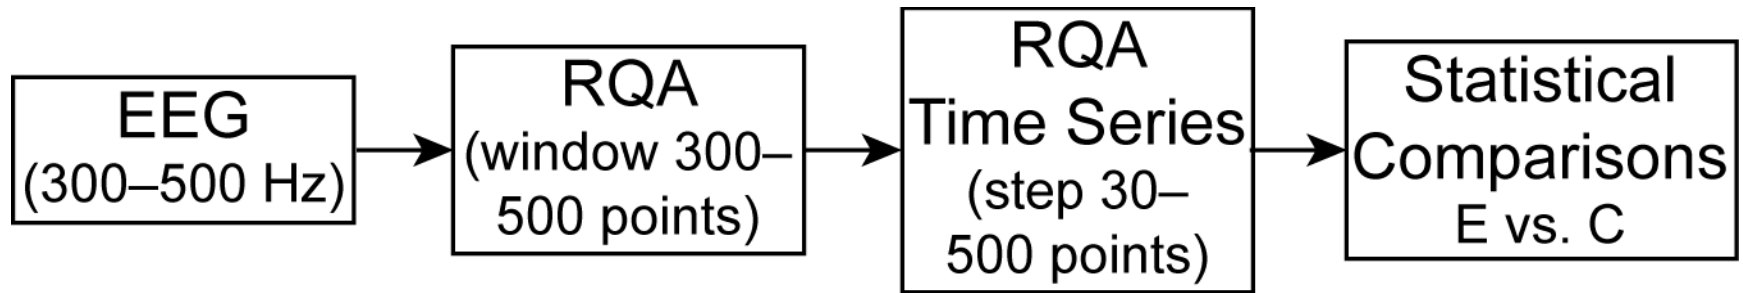 EEG
(300–500 Hz)
RQA
(window 300–
500 points)
RQA
Time Series
(step 30–
500 points)
Statistical
Comparisons
E vs. C